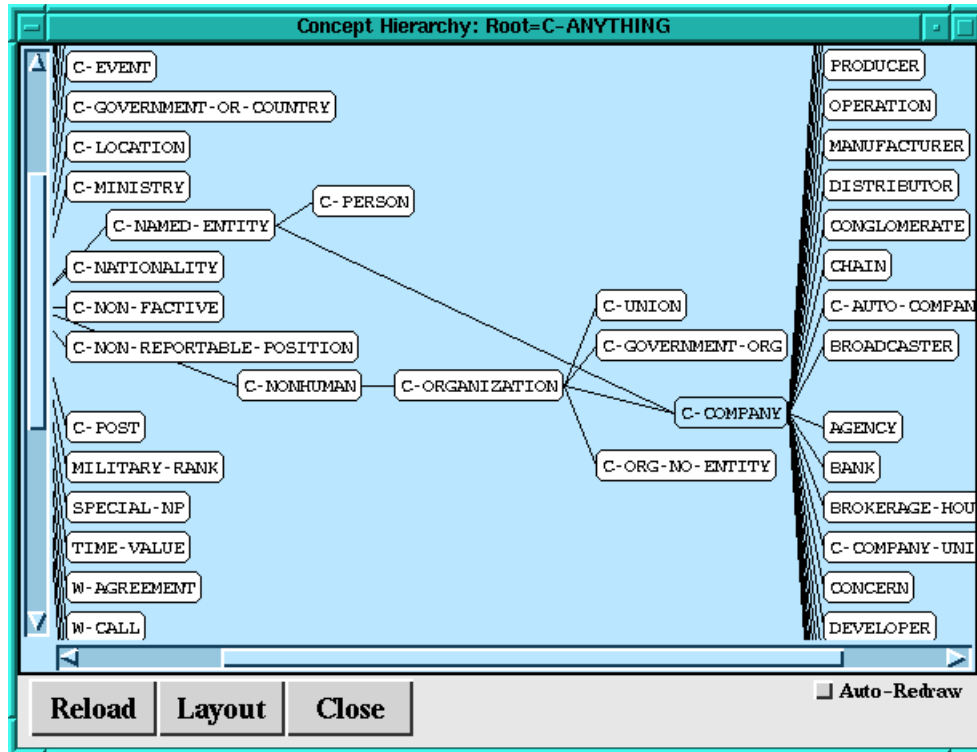 Concept Hierarchy: Root=C-ANYTHING
C-EVENT
C-GOVERNMENT-OR-COUNTRY
C-LOCATION
C-MINISTRY
C-NAMED-ENTITY
C-PERSON
C-NATIONALITY
C-NON-FACTIVE
C-NON-REPORTABLE-POSITION
C-NONHUMAN
C-ORGANIZATION
C-POST
MILITARY-RANK
SPECIAL-NP
TIME-VALUE
W-AGREEMENT
W-CALL
C-UNION
C-GOVERNMENT-ORG
C-COMPANY
C-ORG-NO-ENTITY
PRODUCER
OPERATION
MANUFACTURER
DISTRIBUTOR
CONGLOMERATE
CHAIN
C-AUTO-COMPAN
BROADCASTER
AGENCY
BANK
BROKERAGE-HOU
C-COMPANY-UNI
CONCERN
DEVELOPER
Reload Layout Close
Auto-Redraw